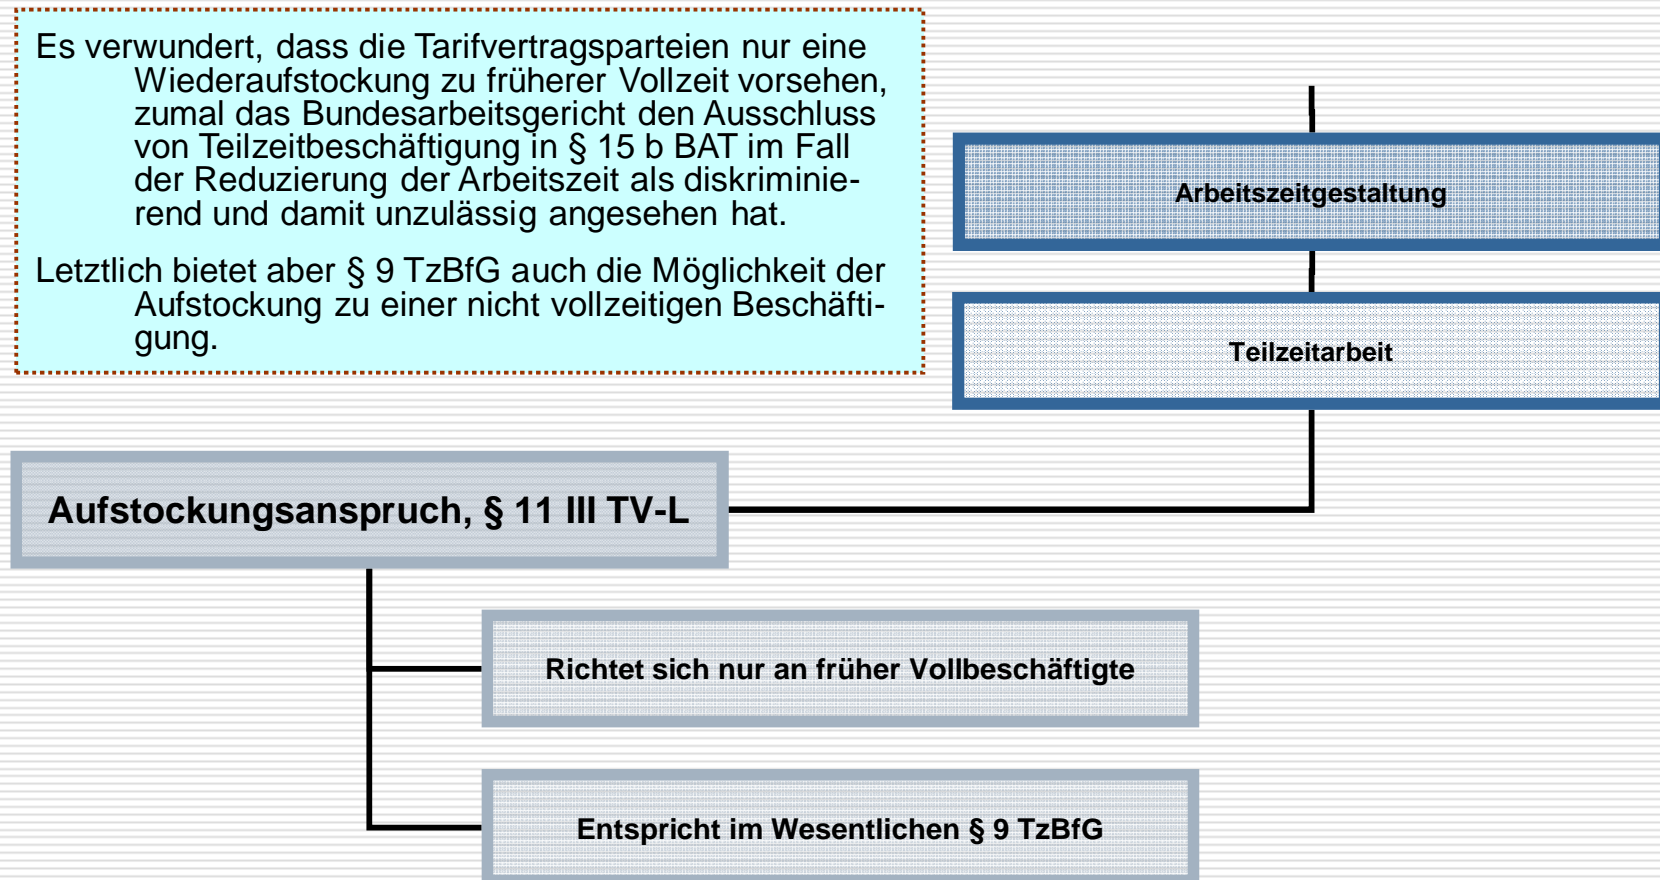 Es verwundert, dass die Tarifvertragsparteien nur eine
Wiederaufstockung zu früherer Vollzeit vorsehen,
zumal das Bundesarbeitsgericht den Ausschluss
von Teilzeitbeschäftigung in § 15 b BAT im Fall
der Reduzierung der Arbeitszeit als diskriminie-
rend und damit unzulässig angesehen hat.
Letztlich bietet aber § 9 TzBfG auch die Möglichkeit der
Aufstockung zu einer nicht vollzeitigen Beschäfti-
gung.
Arbeitszeitgestaltung
Teilzeitarbeit
Aufstockungsanspruch, § 11 III TV-L
Richtet sich nur an früher Vollbeschäftigte
Entspricht im Wesentlichen § 9 TzBfG